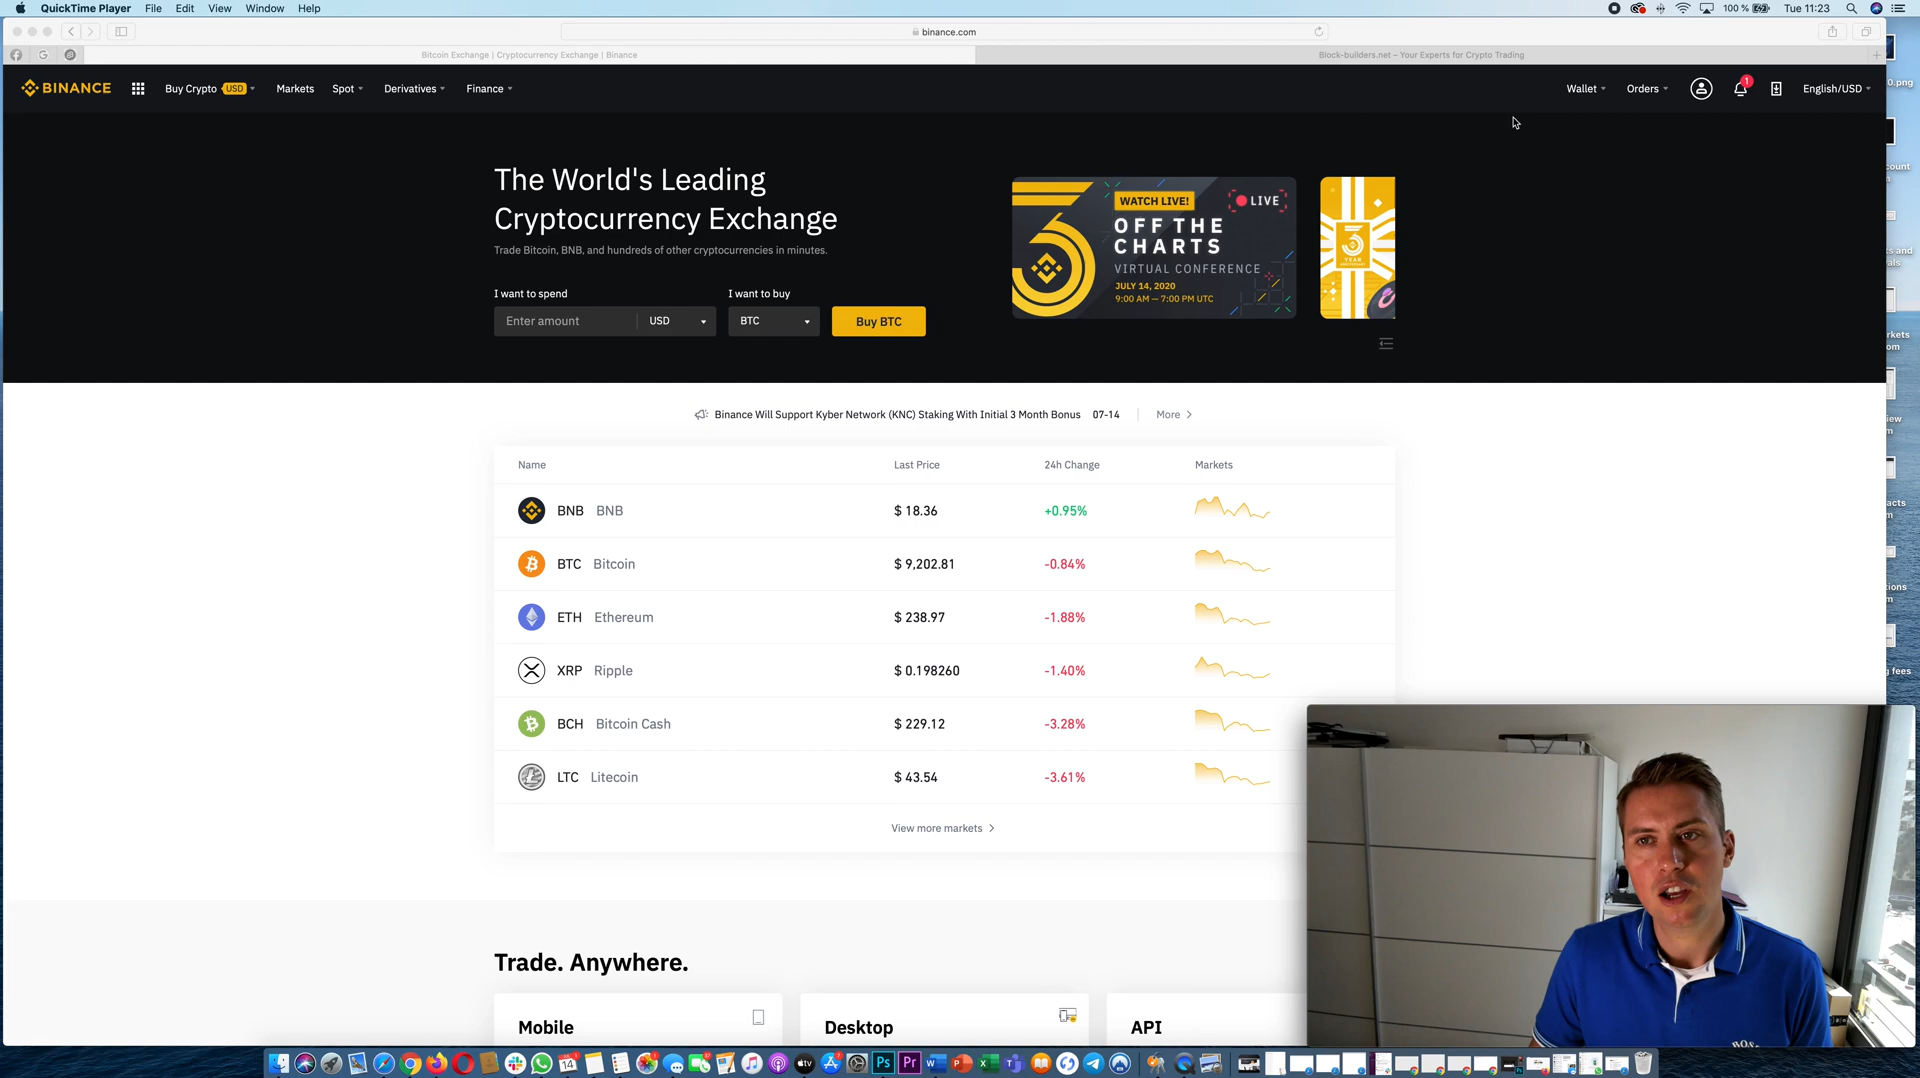 QuickTime Player File Edit View Window Help
100 % Tue 11:23
binance.com
Bitcoin Exchange | Cryptocurrency Exchange | Binance
Block-builders.net – Your Experts for Crypto Trading
BINANCE Buy Crypto USD Markets Spot Derivatives Finance
Wallet Orders 1 English/USD
The World's Leading
Cryptocurrency Exchange
Trade Bitcoin, BNB, and hundreds of other cryptocurrencies in minutes.
I want to spend I want to buy
Enter amount USD BTC Buy BTC
WATCH LIVE! LIVE
OFF THE
CHARTS
VIRTUAL CONFERENCE
JULY 14, 2020
9:00 AM — 7:00 PM UTC
Binance Will Support Kyber Network (KNC) Staking With Initial 3 Month Bonus 07-14 More
Name Last Price 24h Change Markets
BNB BNB $ 18.36 +0.95%
BTC Bitcoin $ 9,202.81 -0.84%
ETH Ethereum $ 238.97 -1.88%
XRP Ripple $ 0.198260 -1.40%
BCH Bitcoin Cash $ 229.12 -3.28%
LTC Litecoin $ 43.54 -3.61%
View more markets
Trade. Anywhere.
Mobile Desktop API